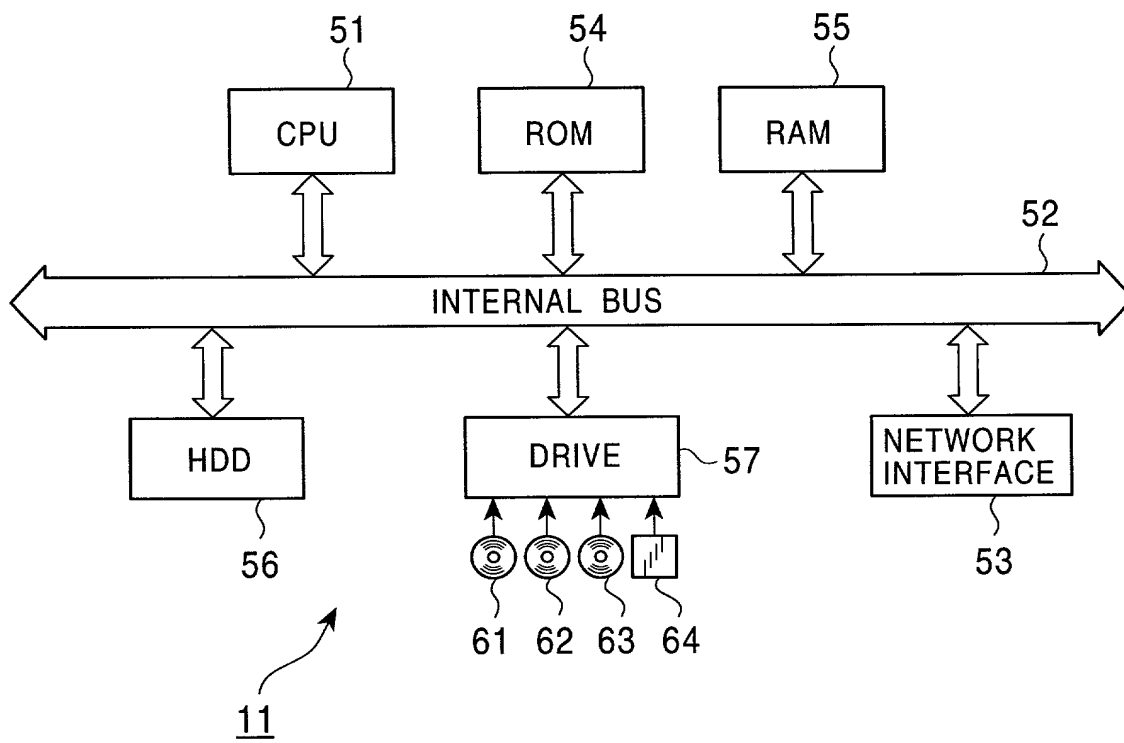 51
54
55
CPU
ROM
RAM
52
INTERNAL BUS
HDD
DRIVE
57
NETWORK
INTERFACE
56
53
61
62
63
64
11